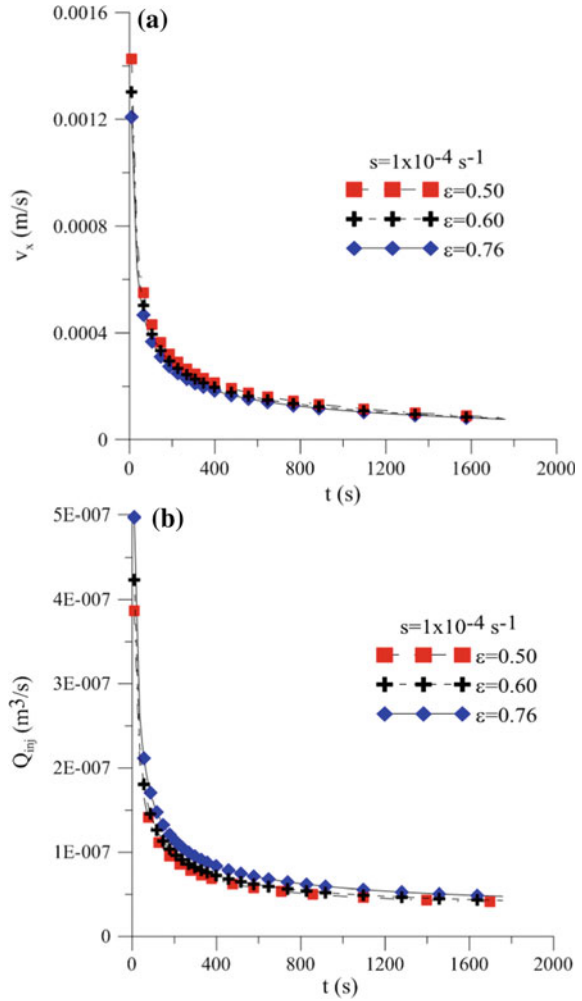 (a)
0.0016
0.0012
0.0008
0.0004
0
vₓ (m/s)
s=1x10⁻⁴ s⁻¹
ε=0.50
ε=0.60
ε=0.76
0 400 800 1200 1600 2000
t (s)
(b)
5E-007
4E-007
3E-007
2E-007
1E-007
0
Qᵢₙⱼ (m³/s)
s=1x10⁻⁴ s⁻¹
ε=0.50
ε=0.60
ε=0.76
0 400 800 1200 1600 2000
t (s)